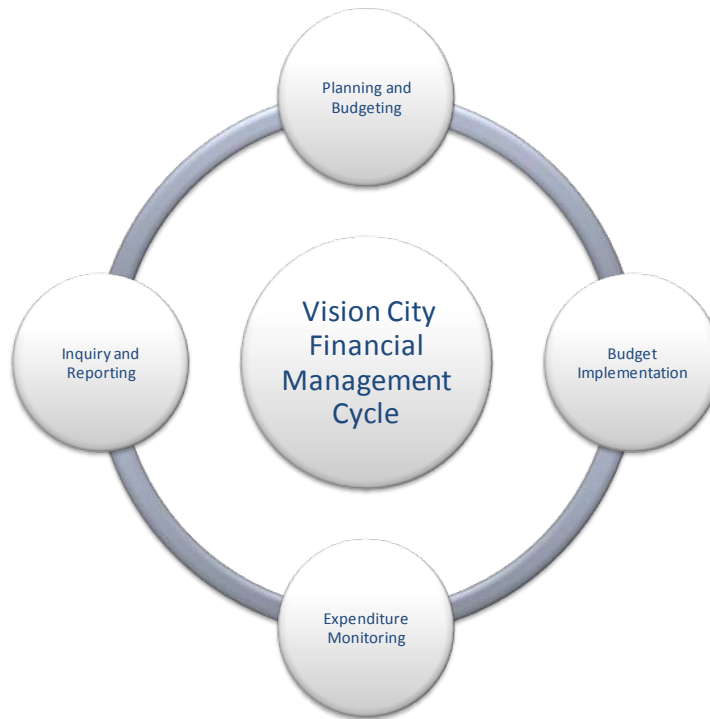 Planning and
Budgeting
Vision City
Financial
Management
Cycle
Inquiry and
Reporting
Budget
Implementation
Expenditure
Monitoring